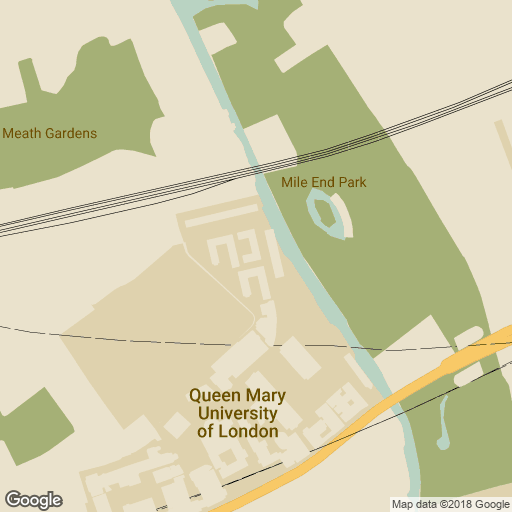 Meath Gardens
Mile End Park
Queen Mary
University
of London
Google
Map data ©2018 Google